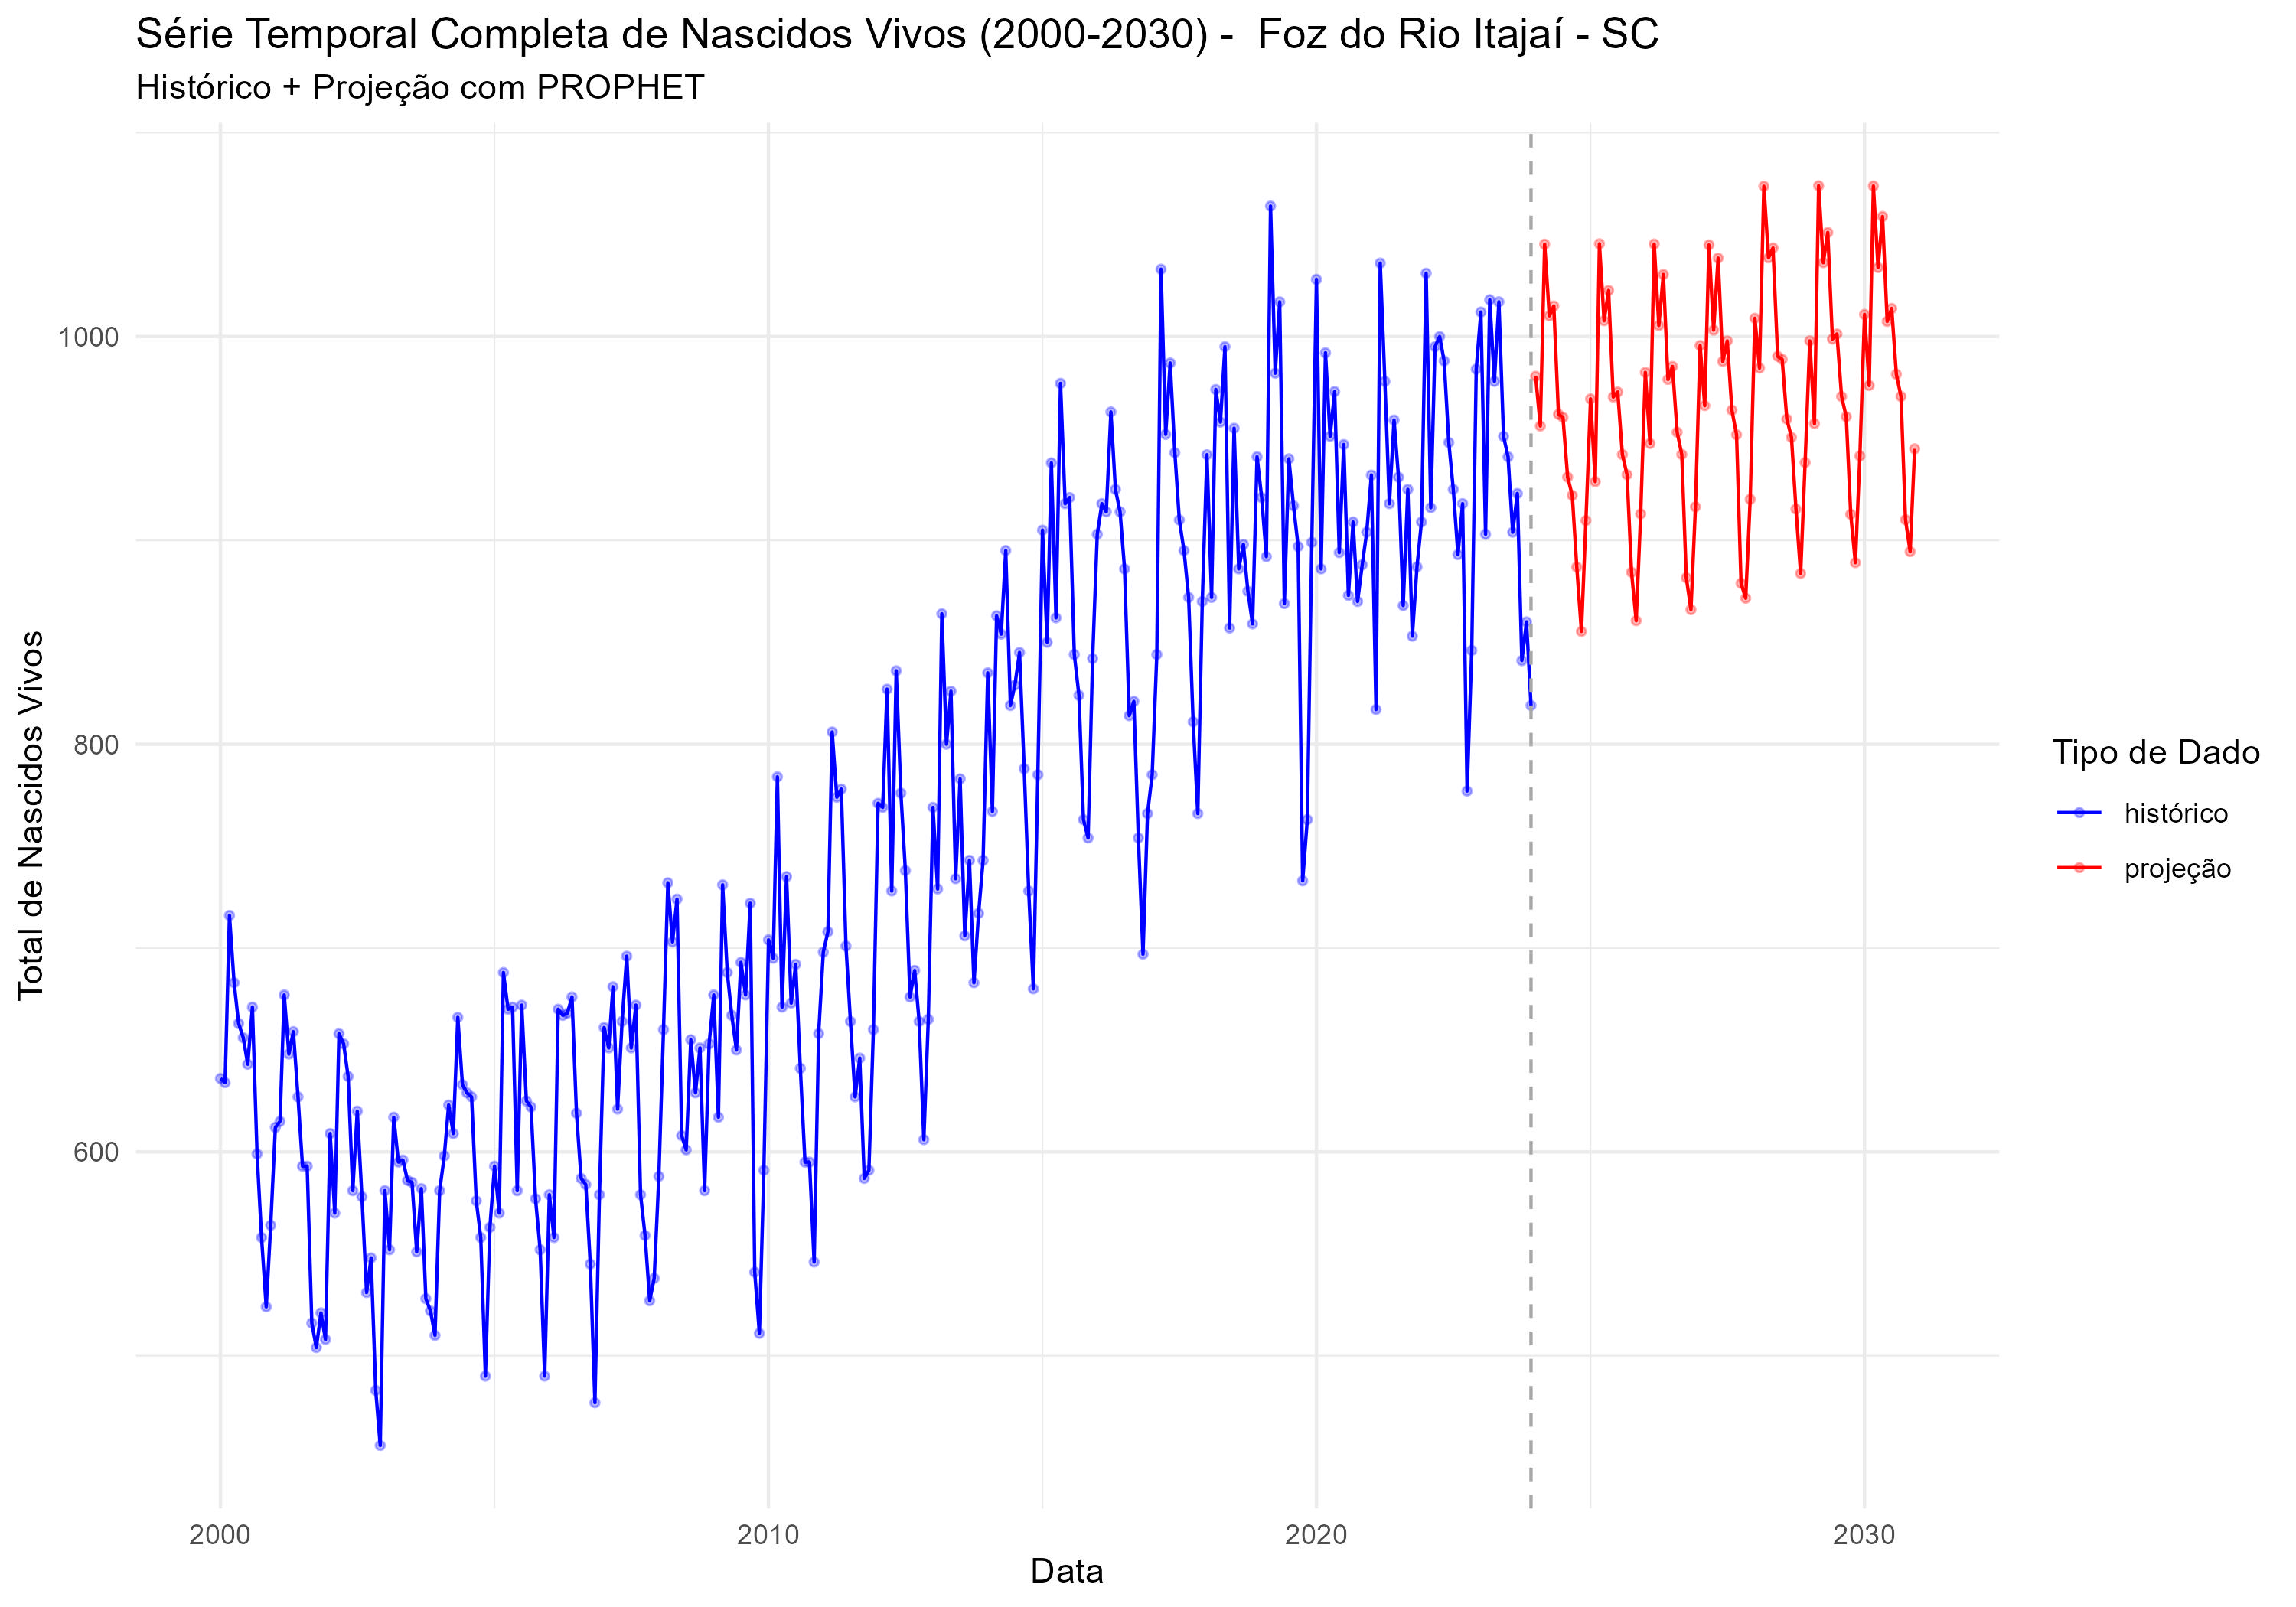 Série Temporal Completa de Nascidos Vivos (2000-2030) -  Foz do Rio Itajaí - SC
Histórico + Projeção com PROPHET
Total de Nascidos Vivos
1000
800
600
2000
2010
2020
2030
Data
Tipo de Dado
histórico
projeção